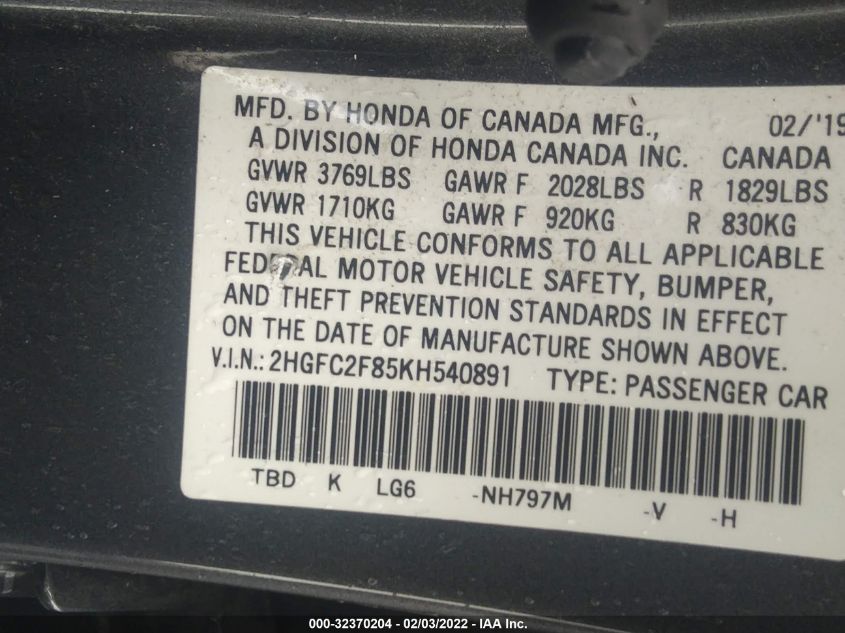 MFD. BY HONDA OF CANADA MFG., 02/'19
A DIVISION OF HONDA CANADA INC. CANADA
GVWR 3769LBS GAWR F 2028LBS R 1829LBS
GVWR 1710KG GAWR F 920KG R 830KG
THIS VEHICLE CONFORMS TO ALL APPLICABLE
MOTOR VEHICLE SAFETY, BUMPER,
AND THEFT PREVENTION STANDARDS IN EFFECT
ON THE DATE OF MANUFACTURE SHOWN ABOVE.
V.I.N.: 2HGFC2F85KH540891 TYPE: PASSENGER CAR
TBD K LG6 -NH797M -V -H
000-32370204 - 02/03/2022 - IAA Inc.